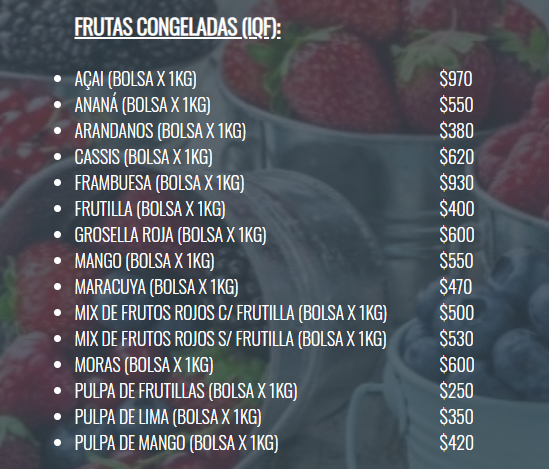 FRUTAS CONGELADAS (IQF):
• AÇAI (BOLSA X 1KG) $970
• ANANÁ (BOLSA X 1KG) $550
• ARANDANOS (BOLSA X 1KG) $380
• CASSIS (BOLSA X 1KG) $620
• FRAMBUESA (BOLSA X 1KG) $930
• FRUTILLA (BOLSA X 1KG) $400
• GROSELLA ROJA (BOLSA X 1KG) $600
• MANGO (BOLSA X 1KG) $550
• MARACUYA (BOLSA X 1KG) $470
• MIX DE FRUTOS ROJOS C/ FRUTILLA (BOLSA X 1KG) $500
• MIX DE FRUTOS ROJOS S/ FRUTILLA (BOLSA X 1KG) $530
• MORAS (BOLSA X 1KG) $600
• PULPA DE FRUTILLAS (BOLSA X 1KG) $250
• PULPA DE LIMA (BOLSA X 1KG) $350
• PULPA DE MANGO (BOLSA X 1KG) $420